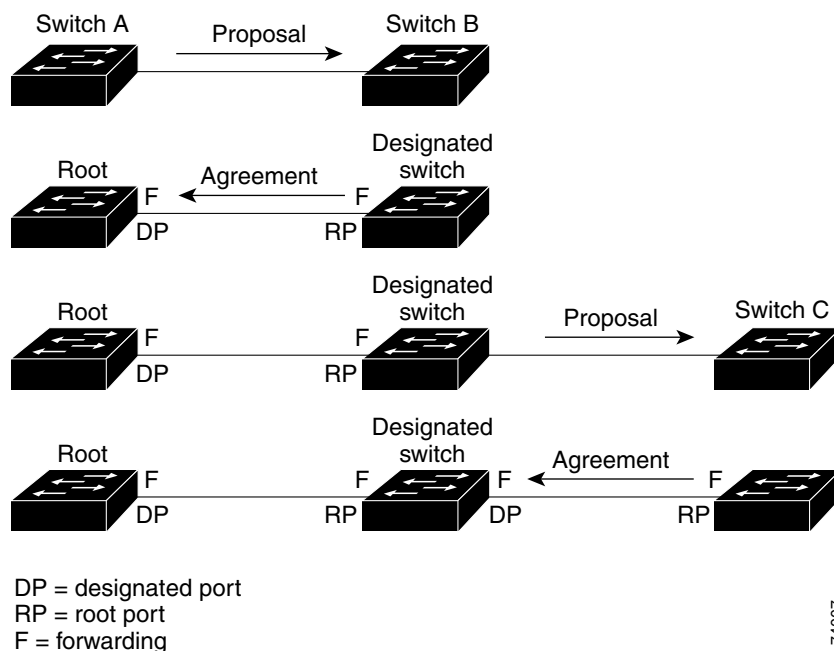 Switch A
Proposal
Switch B
Root
F
Agreement
Designated
switch
F
DP
RP
Root
F
Designated
switch
F
Proposal
Switch C
DP
RP
Root
F
Designated
switch
F
F
Agreement
F
DP
RP
DP
RP
DP = designated port
RP = root port
F = forwarding